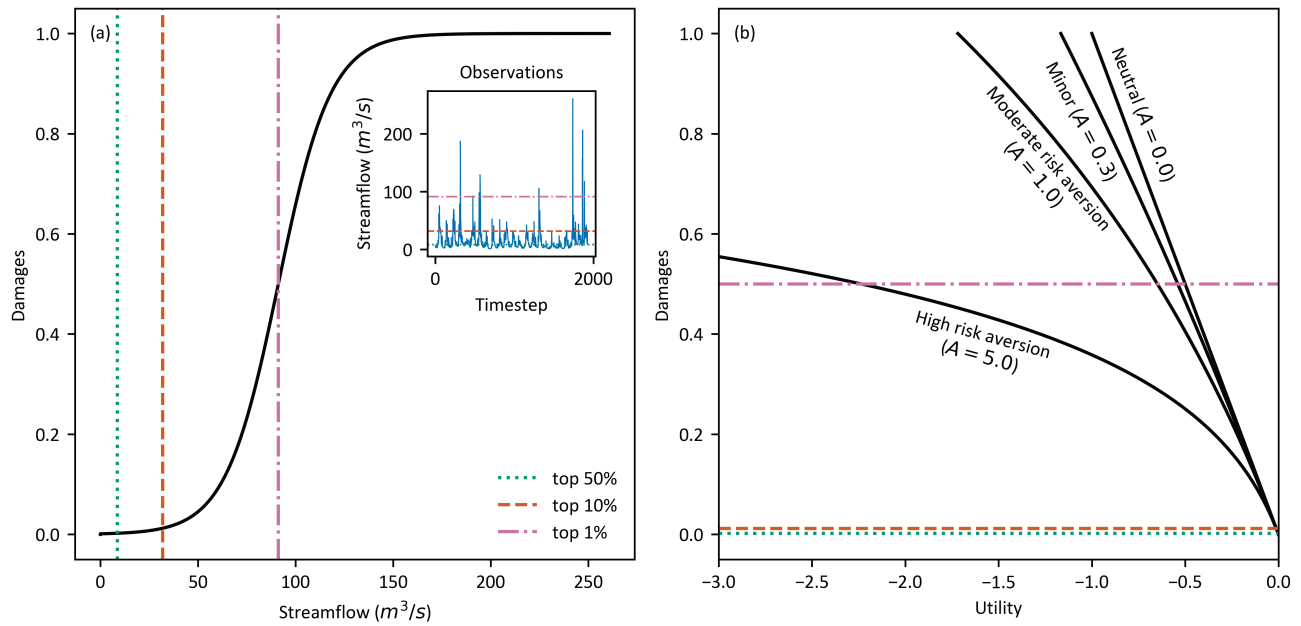 (a)
1.0
0.8
0.6
0.4
0.2
0.0
Damages
0
50
100
150
200
250
Streamflow (m³/s)
Observations
Streamflow (m³/s)
200
100
0
0
2000
Timestep
top 50%
top 10%
top 1%
(b)
1.0
0.8
0.6
0.4
0.2
0.0
Damages
−3.0
−2.5
−2.0
−1.5
−1.0
−0.5
0.0
Utility
Neutral (A = 0.0)
Minor (A = 0.3)
Moderate risk aversion
(A = 1.0)
High risk aversion
(A = 5.0)